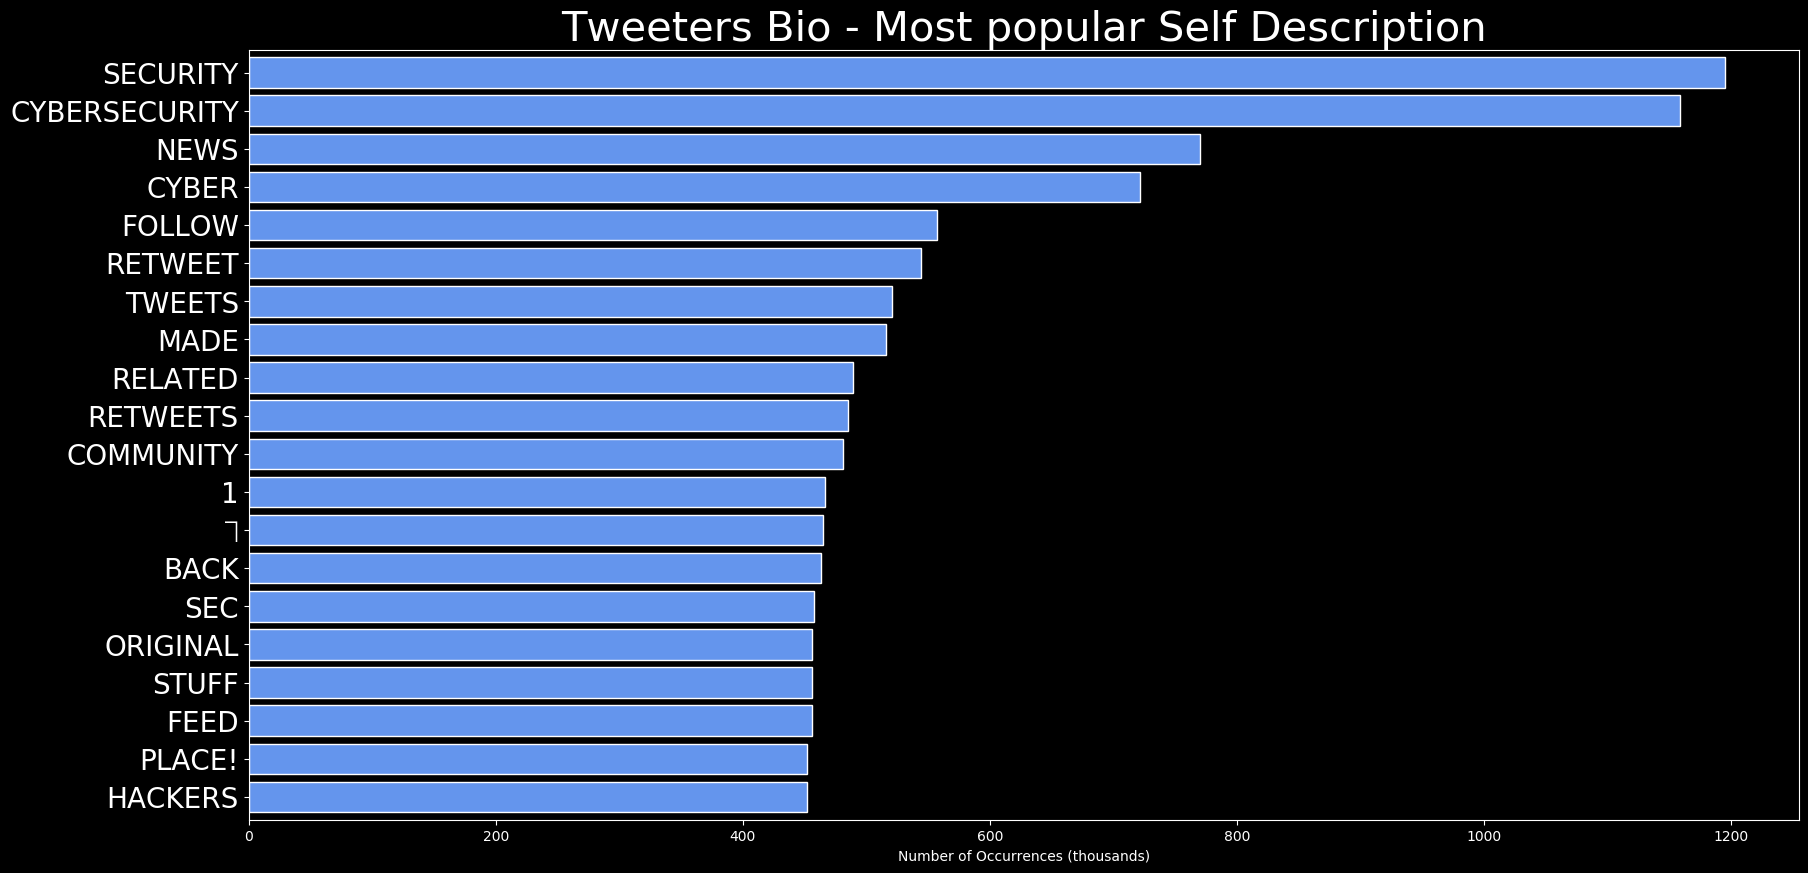 Tweeters Bio - Most popular Self Description
SECURITY
CYBERSECURITY
NEWS
CYBER
FOLLOW
RETWEET
TWEETS
MADE
RELATED
RETWEETS
COMMUNITY
1
BACK
SEC
ORIGINAL
STUFF
FEED
PLACE!
HACKERS
0 200 400 600 800 1000 1200
Number of Occurrences (thousands)